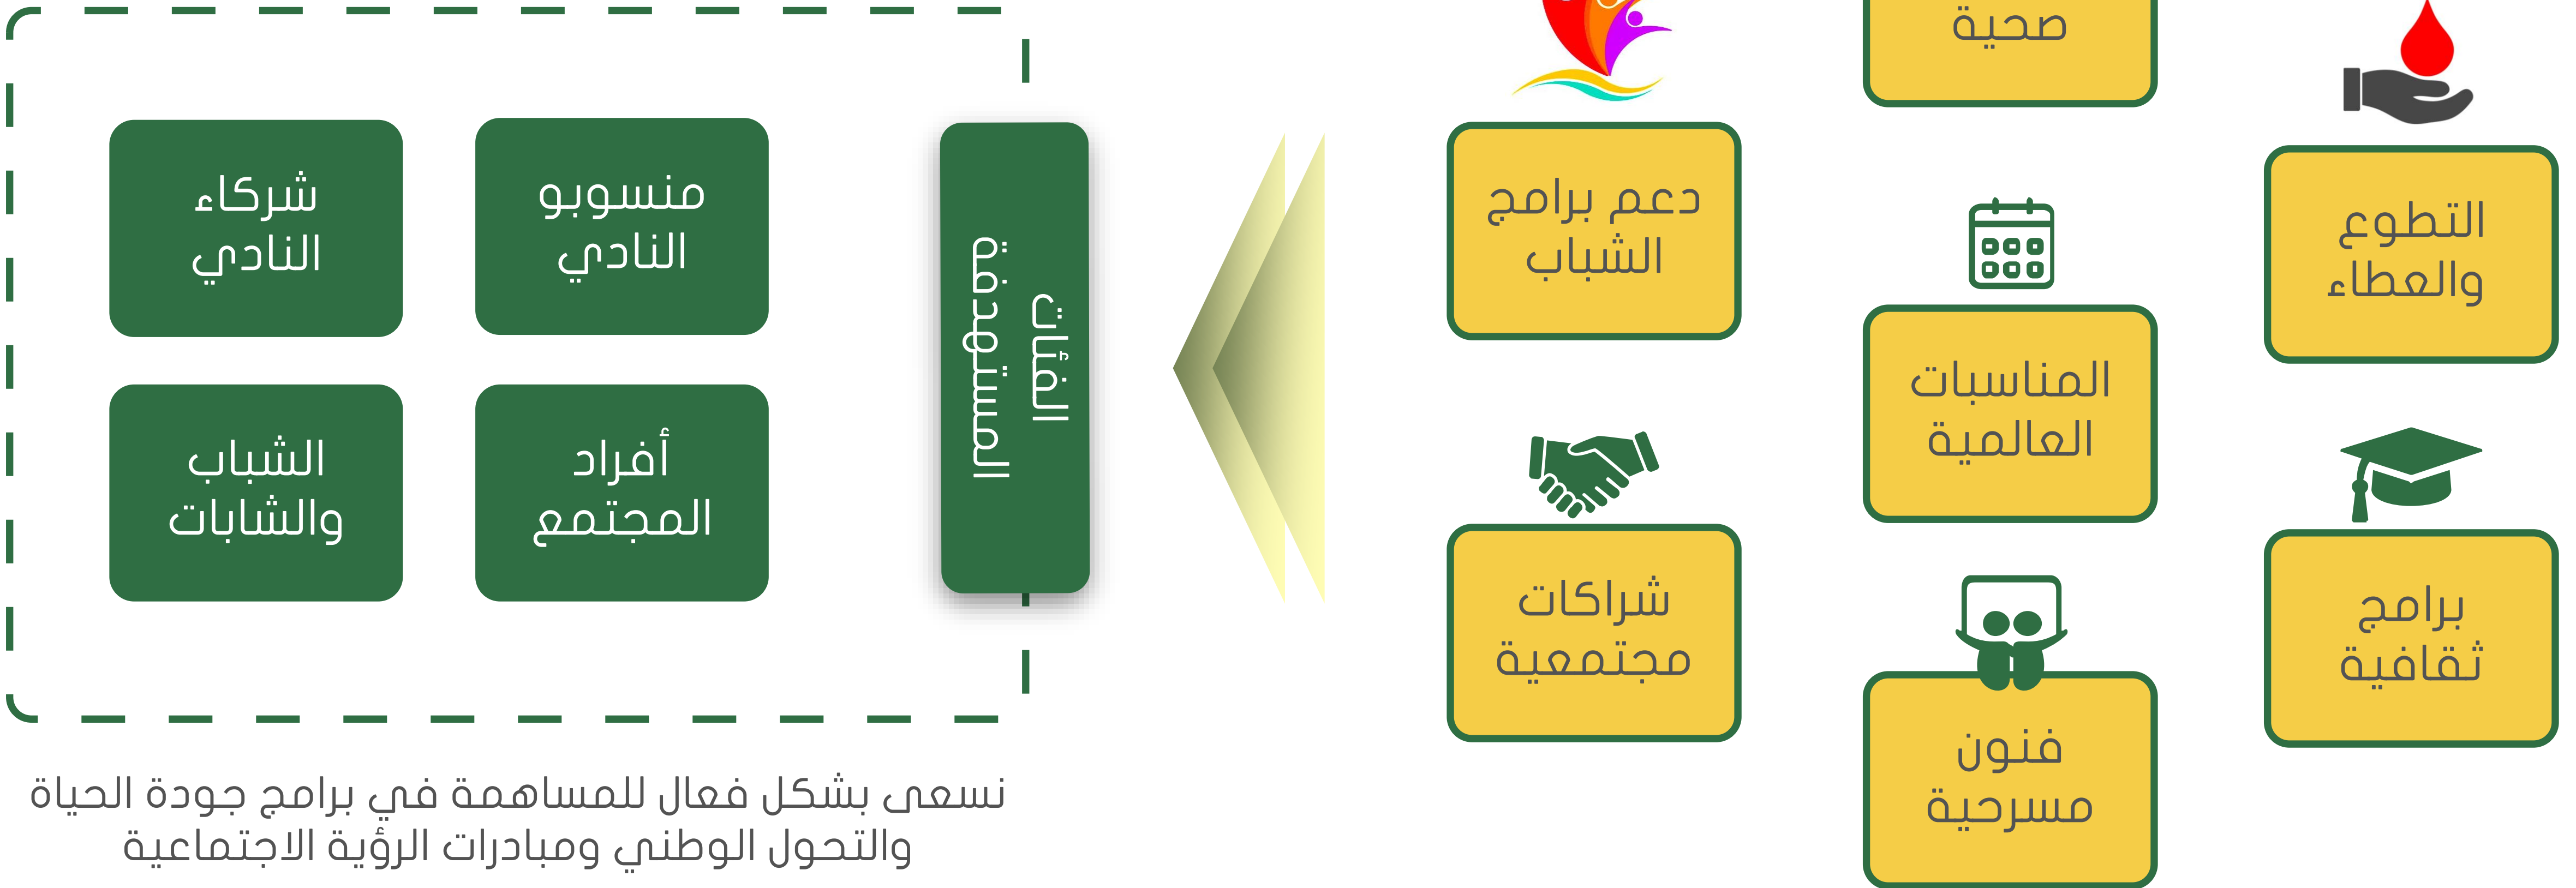 صحية
التطوع
والعطاء
برامج
ثقافية
المناسبات
العالمية
فنون
مسرحية
دعم برامج
الشباب
شراكات
مجتمعية
الفئات
المستهدفة
منسوبو
النادي
شركاء
النادي
أفراد
المجتمع
الشباب
والشابات
نسعى بشكل فعال للمساهمة في برامج جودة الحياة
والتحول الوطني ومبادرات الرؤية الاجتماعية